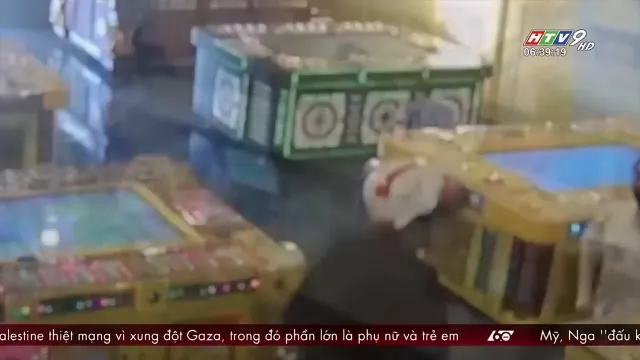 HTV9 HD
06:39:19
alestine thiệt mạng vì xung đột Gaza, trong đó phần lớn là phụ nữ và trẻ em 60 Mỹ, Nga "đấu k